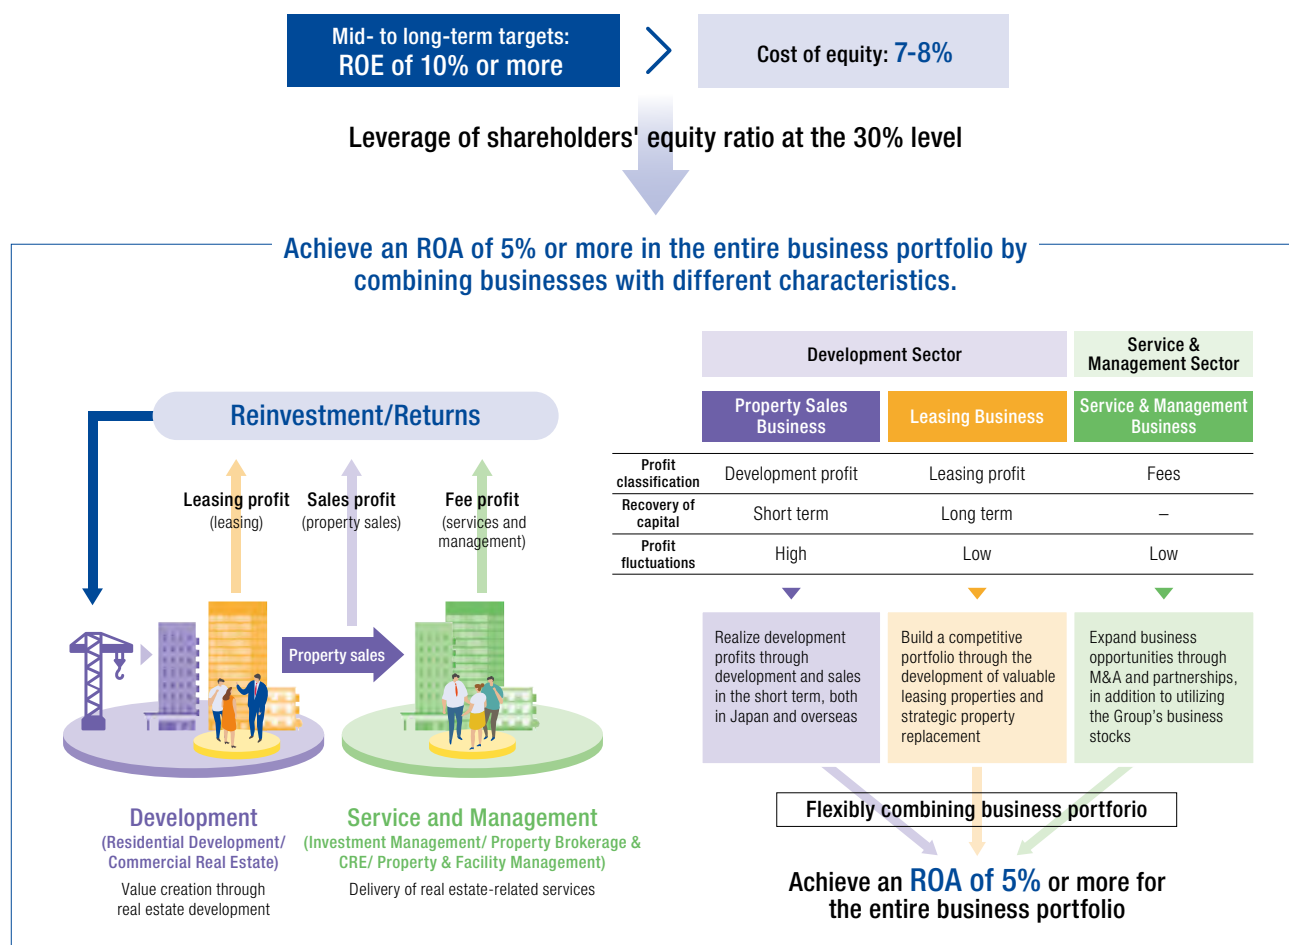 Mid- to long-term targets:
ROE of 10% or more
Cost of equity: 7-8%
Leverage of shareholders' equity ratio at the 30% level
Achieve an ROA of 5% or more in the entire business portfolio by
combining businesses with different characteristics.
Reinvestment/Returns
Leasing profit
(leasing)
Sales profit
(property sales)
Fee profit
(services and
management)
Property sales
Development
(Residential Development/
Commercial Real Estate)
Value creation through
real estate development
Service and Management
(Investment Management/ Property Brokerage &
CRE/ Property & Facility Management)
Delivery of real estate-related services
Development Sector
Service &
Management Sector
Property Sales
Business
Leasing Business
Service & Management
Business
Profit
classification
Development profit
Leasing profit
Fees
Recovery of
capital
Short term
Long term
–
Profit
fluctuations
High
Low
Low
Realize development
profits through
development and sales
in the short term, both
in Japan and overseas
Build a competitive
portfolio through the
development of valuable
leasing properties and
strategic property
replacement
Expand business
opportunities through
M&A and partnerships,
in addition to utilizing
the Group's business
stocks
Flexibly combining business portforio
Achieve an ROA of 5% or more for
the entire business portfolio